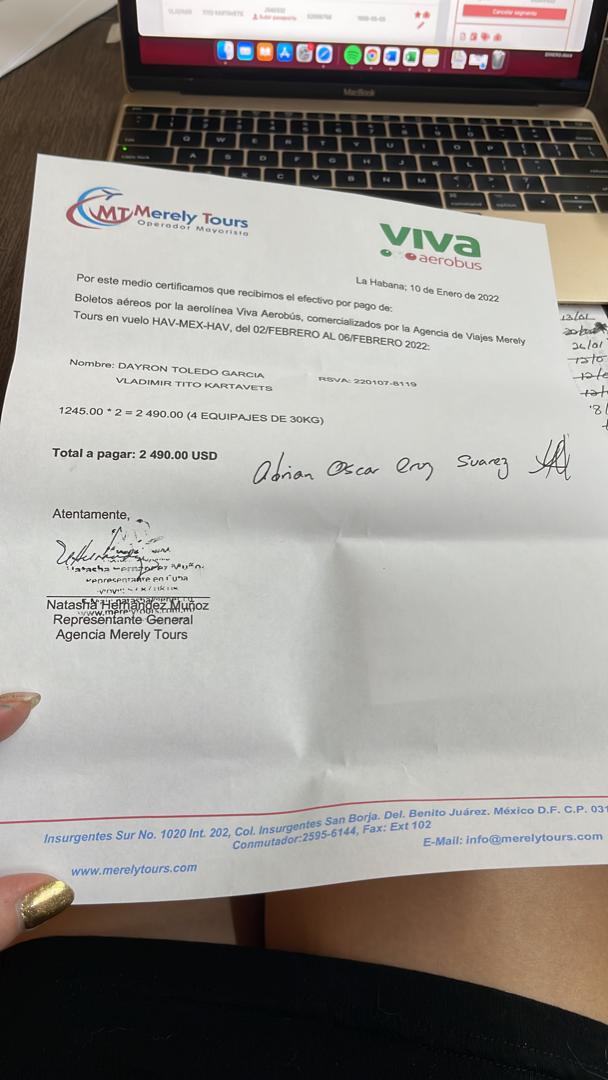 Cancelar segmento
MacBook
MT Merely Tours
Operador Mayorista
viva
aerobus
La Habana; 10 de Enero de 2022
Por este medio certificamos que recibimos el efectivo por pago de:
Boletos aéreos por la aerolínea Viva Aerobús, comercializados por la Agencia de Viajes Merely
Tours en vuelo HAV-MEX-HAV, del 02/FEBRERO AL 06/FEBRERO 2022:
Nombre: DAYRON TOLEDO GARCIA
VLADIMIR TITO KARTAVETS
RSVA: 220107-8119
1245.00 * 2 = 2 490.00 (4 EQUIPAJES DE 30KG)
Total a pagar: 2 490.00 USD
Adrian Oscar Cruz Suarez
Atentamente,
Natasha Hernández Muñoz
Representante General
Agencia Merely Tours
13/01
26/01
Insurgentes Sur No. 1020 Int. 202, Col. Insurgentes San Borja. Del. Benito Juárez. México D.F. C.P. 031
Conmutador:2595-6144, Fax: Ext 102
E-Mail: info@merelytours.com
www.merelytours.com